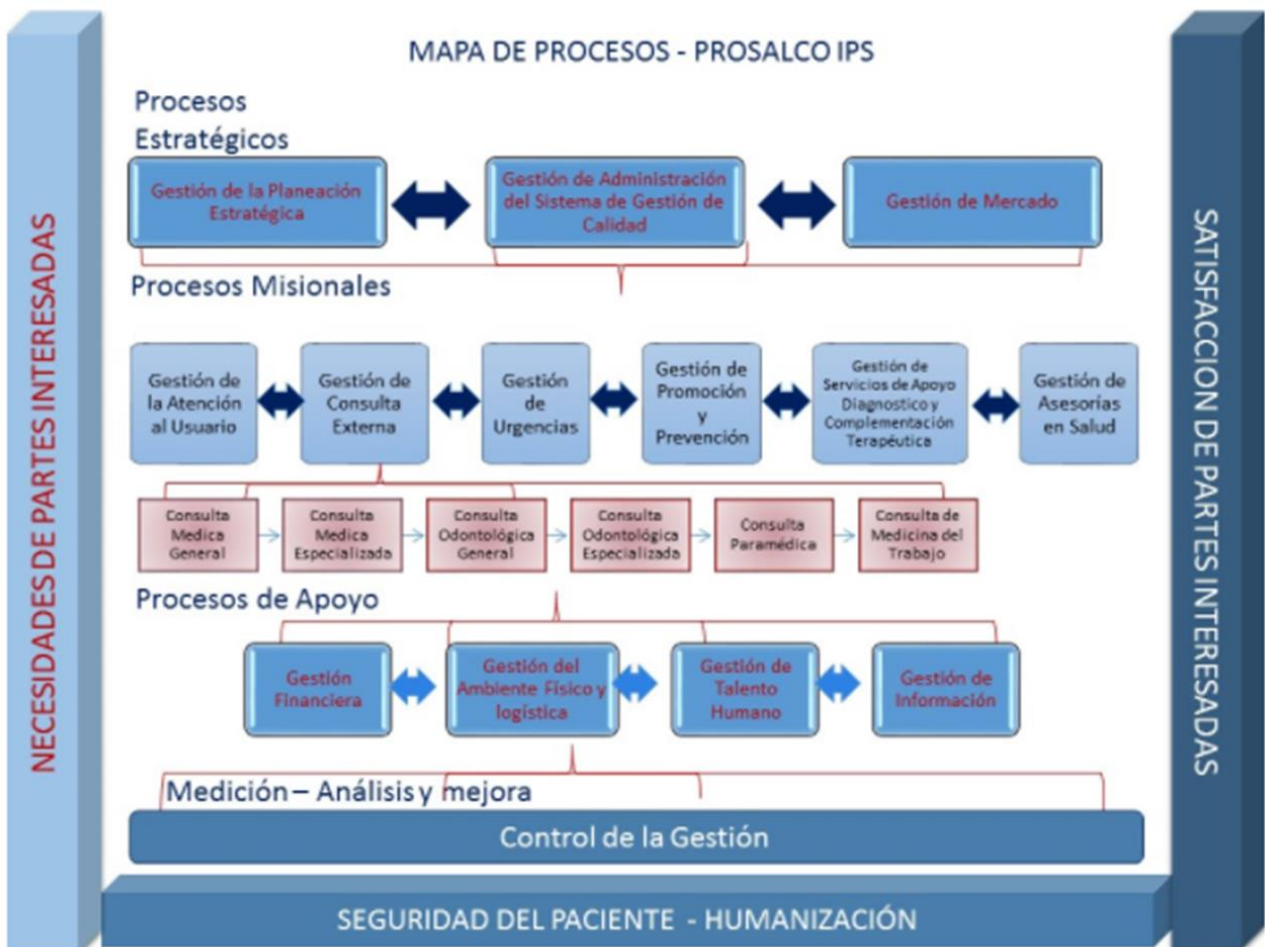 MAPA DE PROCESOS - PROSALCO IPS
NECESIDADES DE PARTES INTERESADAS
Procesos
Estratégicos
Gestión de la Planeación
Estratégica
Gestión de Administración
del Sistema de Gestión de
Calidad
Gestión de Mercado
Procesos Misionales
Gestión de
la Atención
al Usuario
Gestión de
Consulta
Externa
Gestión
de
Urgencias
Gestión de
Promoción
y
Prevención
Gestión de
Servicios de Apoyo
Diagnostico y
Complementación
Terapéutica
Gestión de
Asesorías
en Salud
Consulta
Medica
General
Consulta
Medica
Especializada
Consulta
Odontológica
General
Consulta
Odontológica
Especializada
Consulta
Paramédica
Consulta de
Medicina del
Trabajo
Procesos de Apoyo
Gestión
Financiera
Gestión del
Ambiente Físico y
logística
Gestión de
Talento
Humano
Gestión de
Información
Medición – Análisis y mejora
Control de la Gestión
SEGURIDAD DEL PACIENTE - HUMANIZACIÓN
SATISFACCION DE PARTES INTERESADAS